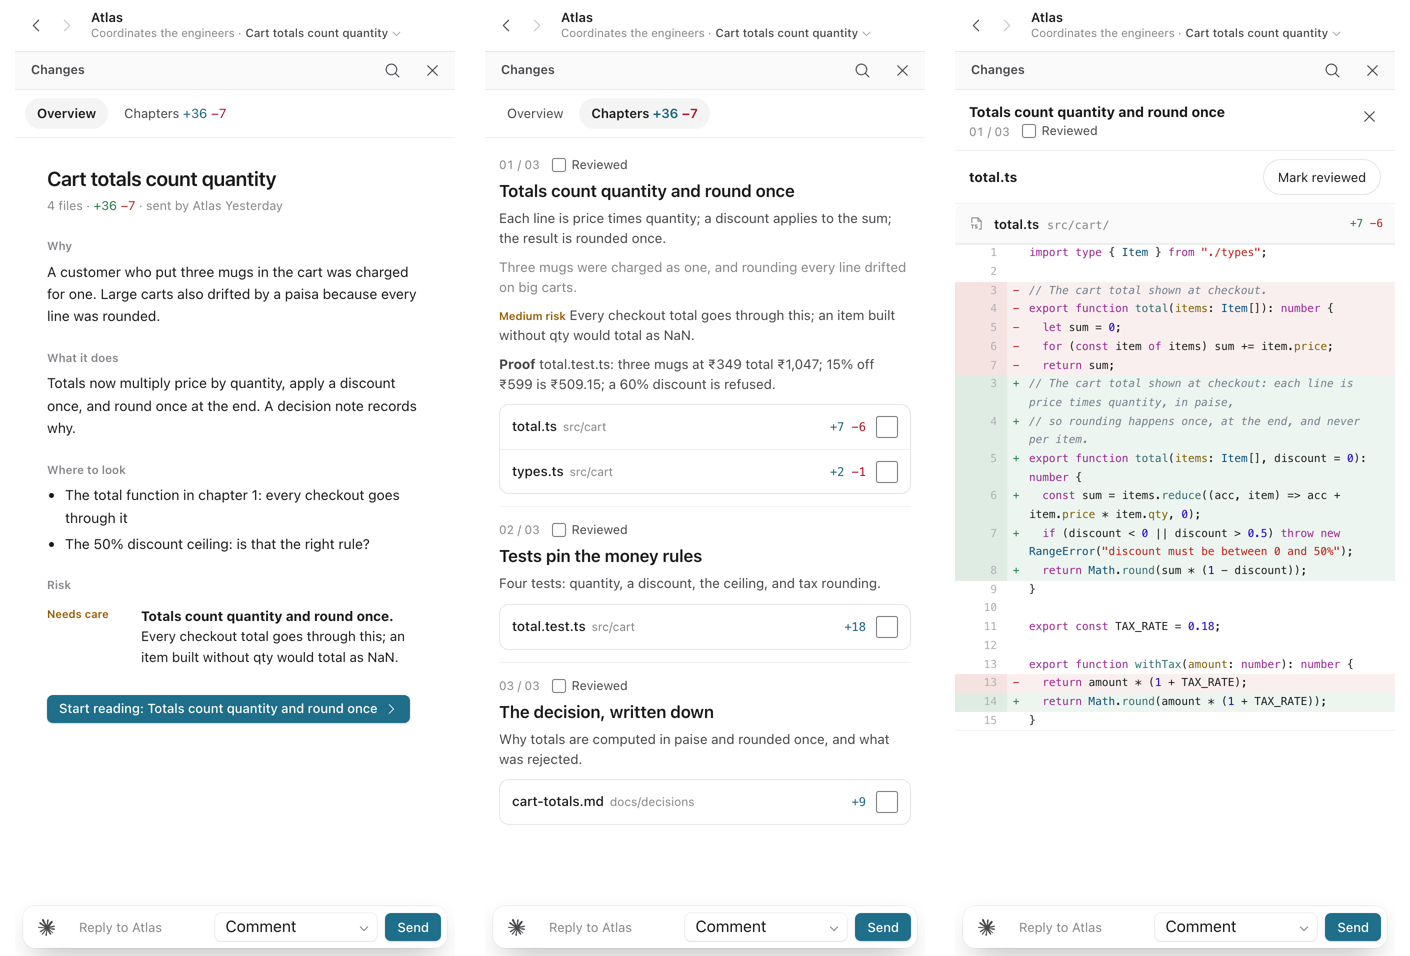 Atlas
Coordinates the engineers · Cart totals count quantity
Changes
Overview
Chapters +36 −7
Cart totals count quantity
4 files · +36 −7 · sent by Atlas Yesterday
Why
A customer who put three mugs in the cart was charged
for one. Large carts also drifted by a paisa because every
line was rounded.
What it does
Totals now multiply price by quantity, apply a discount
once, and round once at the end. A decision note records
why.
Where to look
• The total function in chapter 1: every checkout goes
through it
• The 50% discount ceiling: is that the right rule?
Risk
Needs care
Totals count quantity and round once.
Every checkout total goes through this; an
item built without qty would total as NaN.
Start reading: Totals count quantity and round once
Reply to Atlas
Comment
Send
Atlas
Coordinates the engineers · Cart totals count quantity
Changes
Overview
Chapters +36 −7
01 / 03 Reviewed
Totals count quantity and round once
Each line is price times quantity; a discount applies to the sum;
the result is rounded once.
Three mugs were charged as one, and rounding every line drifted
on big carts.
Medium risk Every checkout total goes through this; an item built
without qty would total as NaN.
Proof total.test.ts: three mugs at ₹349 total ₹1,047; 15% off
₹599 is ₹509.15; a 60% discount is refused.
total.ts src/cart +7 −6
types.ts src/cart +2 −1
02 / 03 Reviewed
Tests pin the money rules
Four tests: quantity, a discount, the ceiling, and tax rounding.
total.test.ts src/cart +18
03 / 03 Reviewed
The decision, written down
Why totals are computed in paise and rounded once, and what
was rejected.
cart-totals.md docs/decisions +9
Reply to Atlas
Comment
Send
Atlas
Coordinates the engineers · Cart totals count quantity
Changes
Totals count quantity and round once
01 / 03 Reviewed
total.ts
Mark reviewed
TS total.ts src/cart/ +7 −6
1 import type { Item } from "./types";
2
3 − // The cart total shown at checkout.
4 − export function total(items: Item[]): number {
5 − let sum = 0;
6 − for (const item of items) sum += item.price;
7 − return sum;
3 + // The cart total shown at checkout: each line is
price times quantity, in paise,
4 + // so rounding happens once, at the end, and never
per item.
5 + export function total(items: Item[], discount = 0):
number {
6 + const sum = items.reduce((acc, item) => acc +
item.price * item.qty, 0);
7 + if (discount < 0 || discount > 0.5) throw new
RangeError("discount must be between 0 and 50%");
8 + return Math.round(sum * (1 − discount));
9 }
10
11 export const TAX_RATE = 0.18;
12
13 export function withTax(amount: number): number {
13 − return amount * (1 + TAX_RATE);
14 + return Math.round(amount * (1 + TAX_RATE));
15 }
Reply to Atlas
Comment
Send